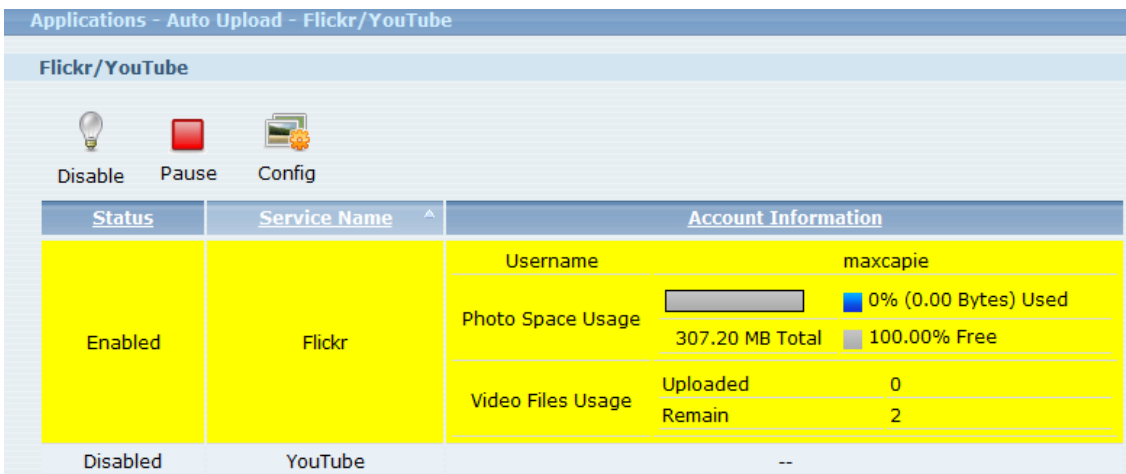 Applications - Auto Upload - Flickr/YouTube
Flickr/YouTube
Disable Pause Config
Status Service Name Account Information
Enabled Flickr
Username maxcapie
Photo Space Usage
0% (0.00 Bytes) Used
307.20 MB Total 100.00% Free
Video Files Usage
Uploaded 0
Remain 2
Disabled YouTube --